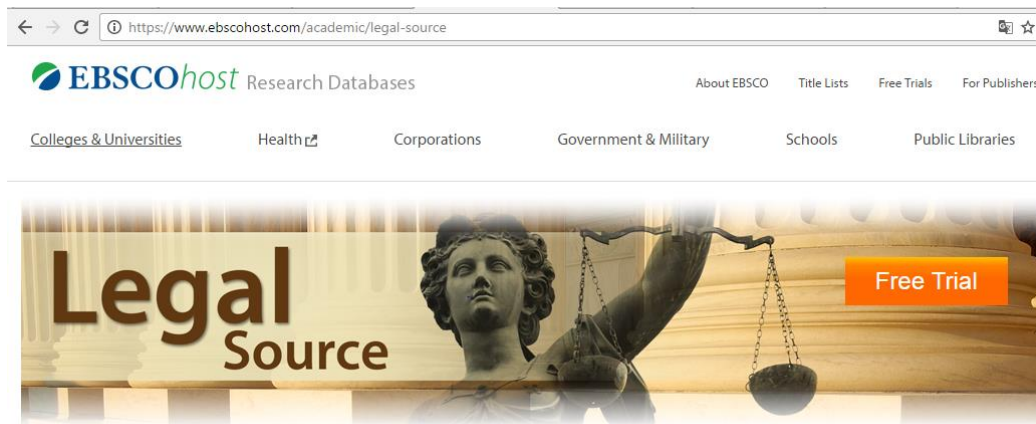 https://www.ebscohost.com/academic/legal-source
EBSCOhost Research Databases
About EBSCO Title Lists Free Trials For Publishers
Colleges & Universities Health Corporations Government & Military Schools Public Libraries
Legal
Source
Free Trial